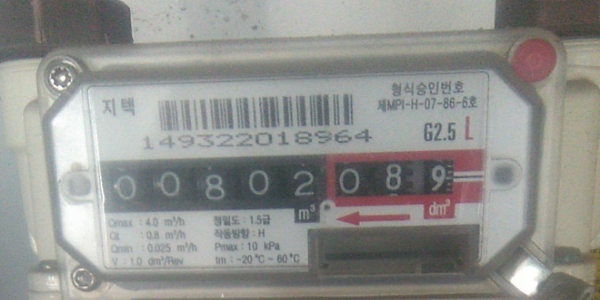 형식승인번호
지텍
제MPI-H-07-86-6호
149322018964
G2.5 L
00802 089
m³
dm³
Qmax : 4.0 m³/h
정밀도 : 1.5급
Qt : 0.8 m³/h
작동방향 : H
Qmin : 0.025 m³/h
Pmax : 10 kPa
V : 1.0 dm³/Rev
tm : -20℃ ~ 60℃